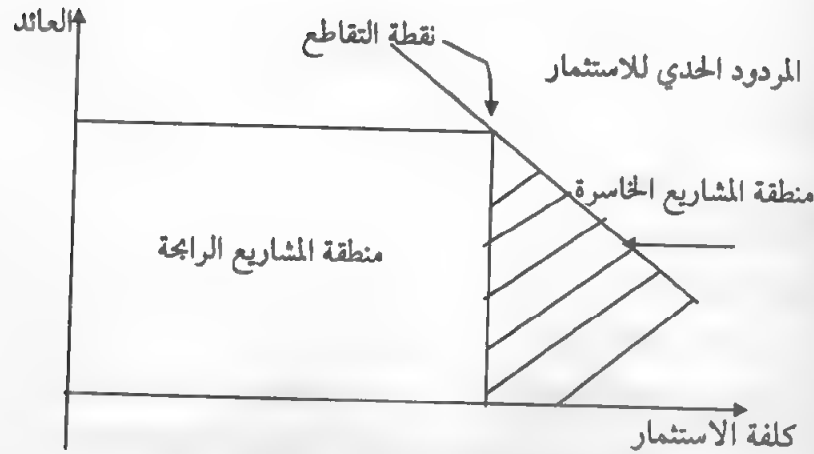 العائد
نقطة التقاطع
المردود الحدي للاستثمار
منطقة المشاريع الخاسرة
منطقة المشاريع الرابحة
كلفة الاستثمار